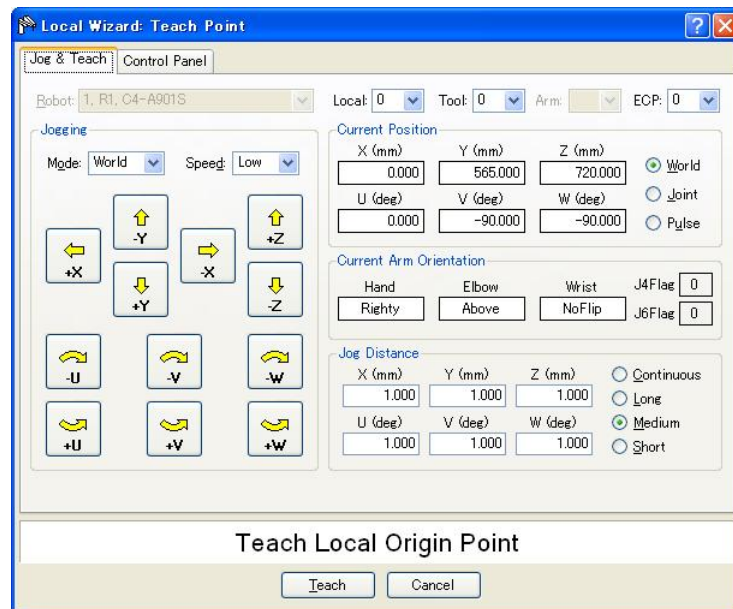 Local Wizard: Teach Point
Jog & Teach Control Panel
Robot: 1, R1, C4-A901S Local: 0 Tool: 0 Arm: ECP: 0
Jogging
Mode: World Speed: Low
-Y +Z
+X -X
+Y -Z
-U -V -W
+U +V +W
Current Position
X (mm) Y (mm) Z (mm)
0.000 565.000 720.000
U (deg) V (deg) W (deg)
0.000 -90.000 -90.000
World
Joint
Pulse
Current Arm Orientation
Hand Elbow Wrist J4Flag 0
Righty Above NoFlip J6Flag 0
Jog Distance
X (mm) Y (mm) Z (mm)
1.000 1.000 1.000
U (deg) V (deg) W (deg)
1.000 1.000 1.000
Continuous
Long
Medium
Short
Teach Local Origin Point
Teach Cancel